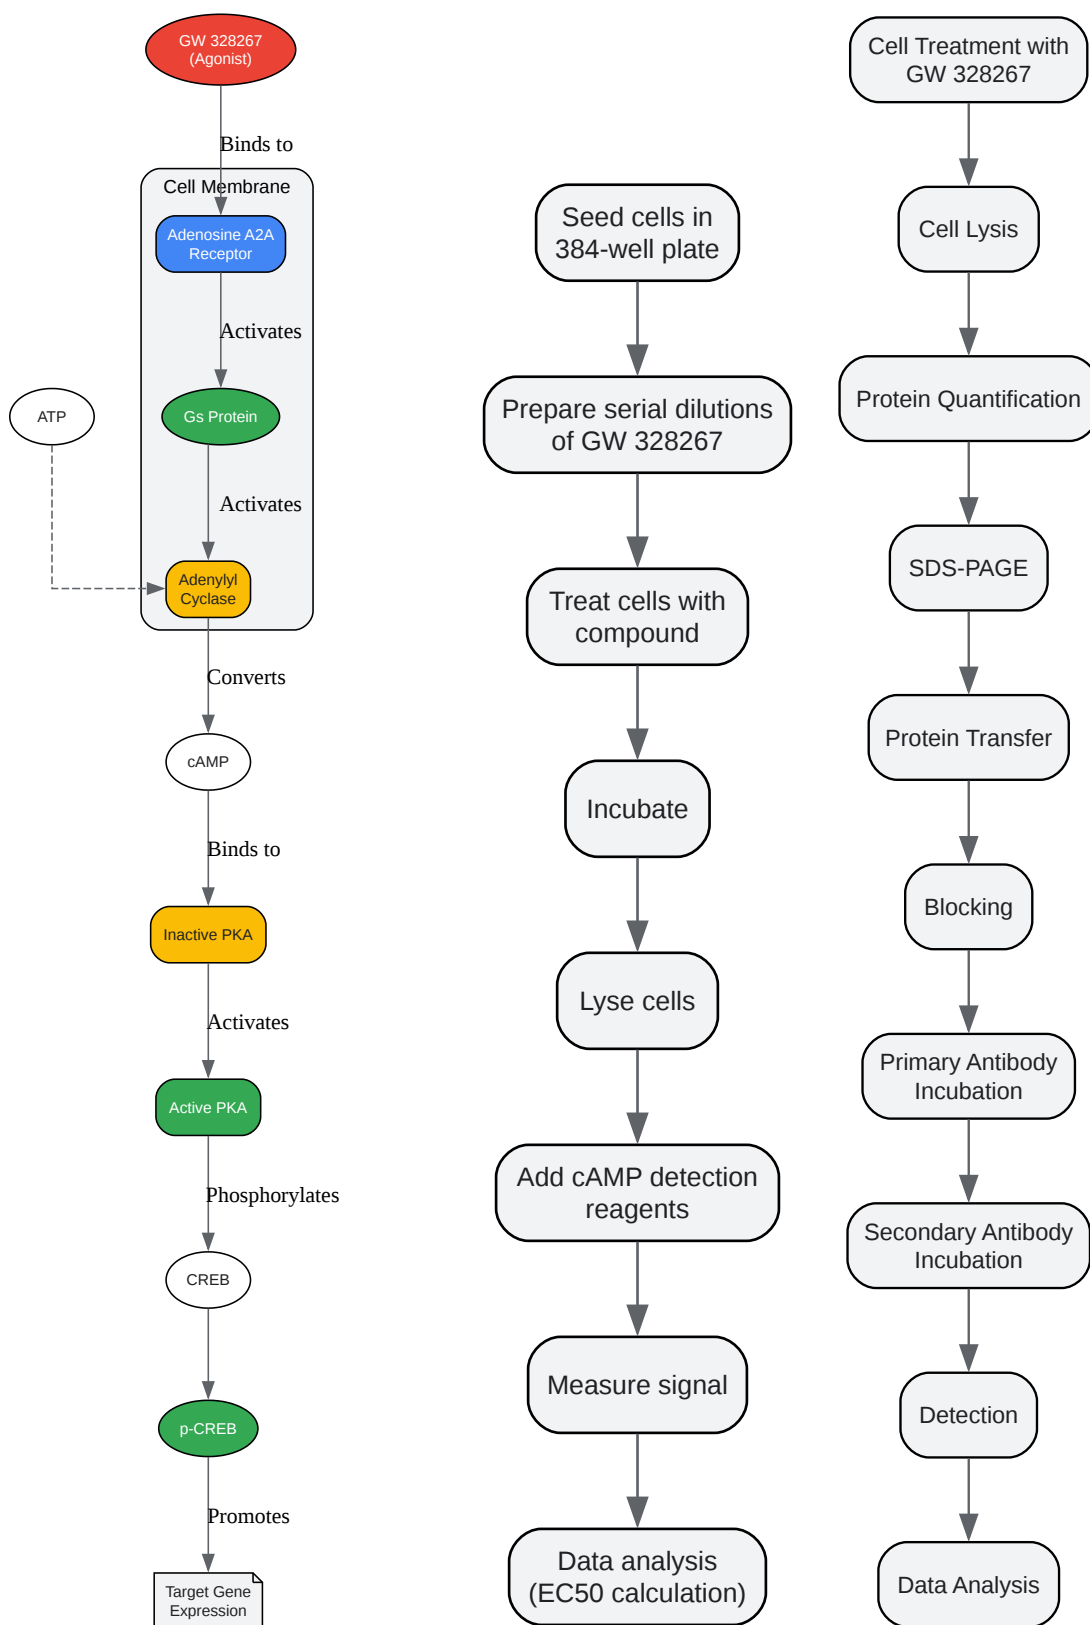 GW 328267
(Agonist)
Binds to
Cell Membrane
Adenosine A2A
Receptor
Activates
ATP
Gs Protein
Activates
Adenylyl
Cyclase
Converts
cAMP
Binds to
Inactive PKA
Activates
Active PKA
Phosphorylates
CREB
p-CREB
Promotes
Target Gene
Expression
Seed cells in
384-well plate
Prepare serial dilutions
of GW 328267
Treat cells with
compound
Incubate
Lyse cells
Add cAMP detection
reagents
Measure signal
Data analysis
(EC50 calculation)
Cell Treatment with
GW 328267
Cell Lysis
Protein Quantification
SDS-PAGE
Protein Transfer
Blocking
Primary Antibody
Incubation
Secondary Antibody
Incubation
Detection
Data Analysis